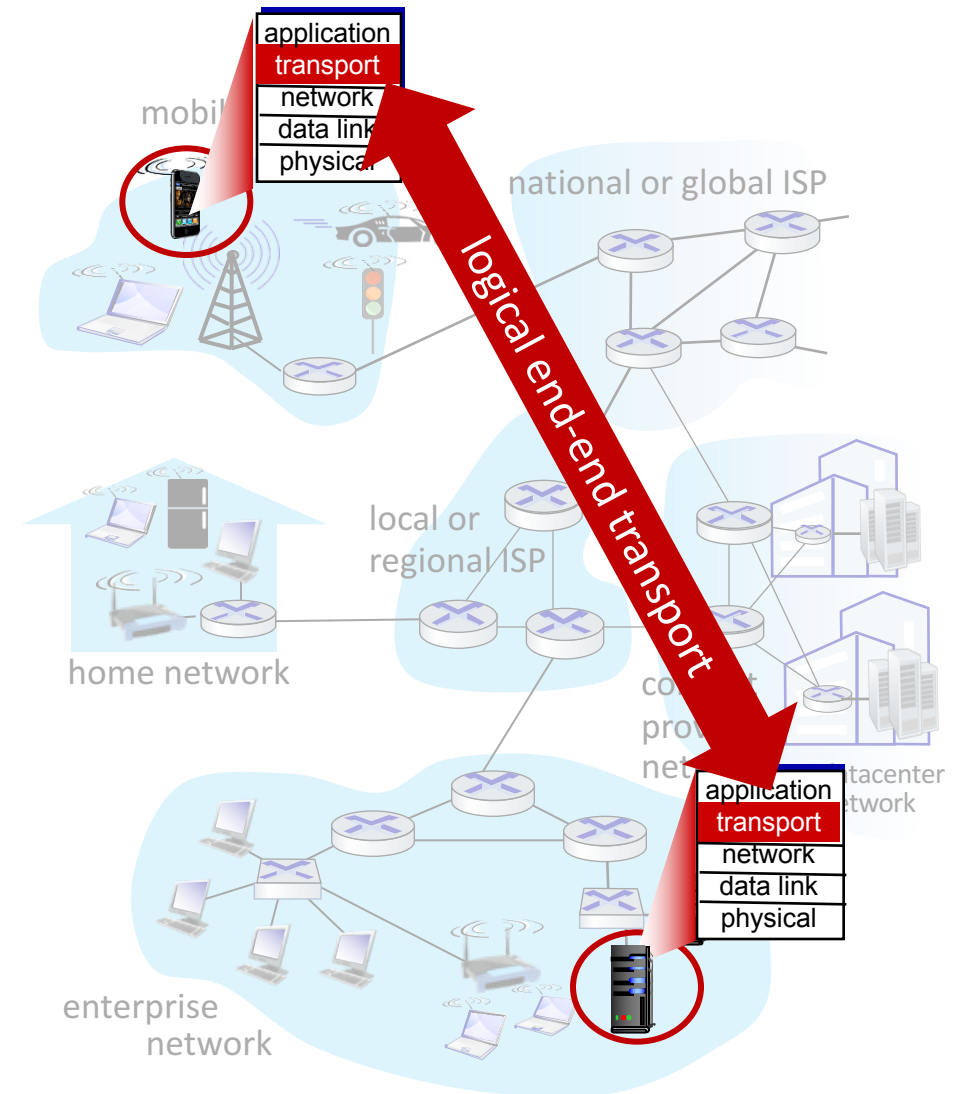 application
transport
network
data link
physical
national or global ISP
logical end-end transport
local or
regional ISP
home network
application
transport
network
data link
physical
enterprise
network